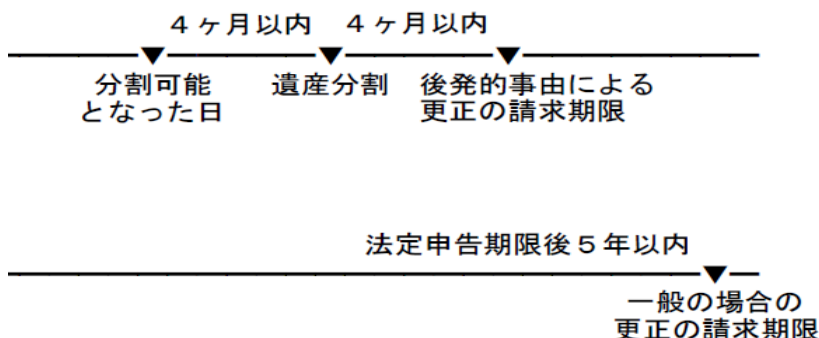 ４ヶ月以内　４ヶ月以内
分割可能　遺産分割　後発的事由による
となった日　更正の請求期限
法定申告期限後５年以内
一般の場合の
更正の請求期限